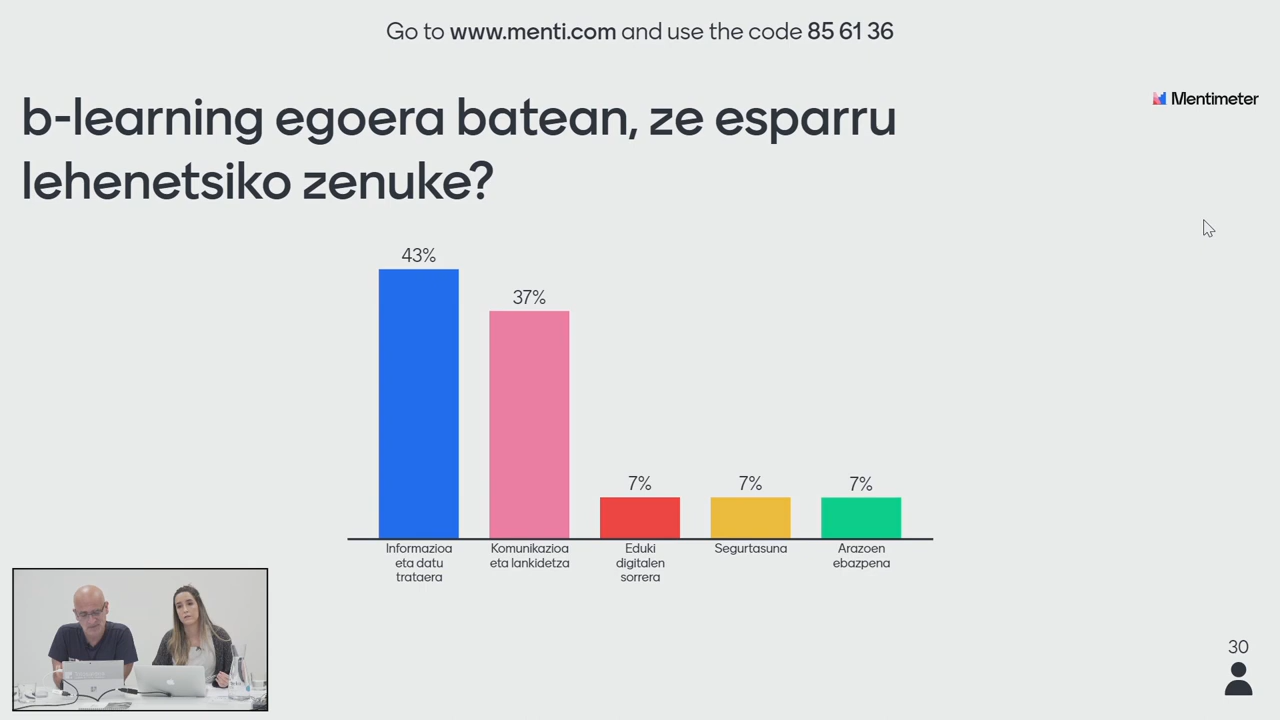 Go to www.menti.com and use the code 85 61 36
Mentimeter
b-learning egoera batean, ze esparru
lehenetsiko zenuke?
43%
37%
7%
7%
7%
Informazioa
eta datu
trataera
Komunikazioa
eta lankidetza
Eduki
digitalen
sorrera
Segurtasuna
Arazoen
ebazpena
30